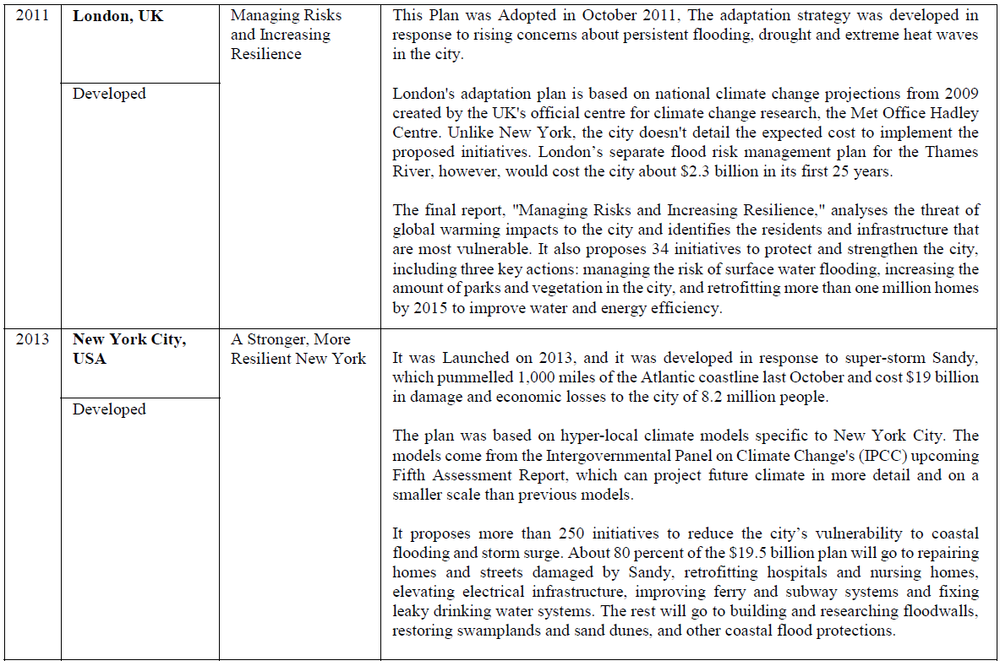 2011
London, UK
Managing Risks
and Increasing
Resilience
This Plan was Adopted in October 2011, The adaptation strategy was developed in
response to rising concerns about persistent flooding, drought and extreme heat waves
in the city.
Developed
London's adaptation plan is based on national climate change projections from 2009
created by the UK's official centre for climate change research, the Met Office Hadley
Centre. Unlike New York, the city doesn't detail the expected cost to implement the
proposed initiatives. London’s separate flood risk management plan for the Thames
River, however, would cost the city about $2.3 billion in its first 25 years.
The final report, "Managing Risks and Increasing Resilience," analyses the threat of
global warming impacts to the city and identifies the residents and infrastructure that
are most vulnerable. It also proposes 34 initiatives to protect and strengthen the city,
including three key actions: managing the risk of surface water flooding, increasing the
amount of parks and vegetation in the city, and retrofitting more than one million homes
by 2015 to improve water and energy efficiency.
2013
New York City,
USA
A Stronger, More
Resilient New York
It was Launched on 2013, and it was developed in response to super-storm Sandy,
which pummelled 1,000 miles of the Atlantic coastline last October and cost $19 billion
in damage and economic losses to the city of 8.2 million people.
Developed
The plan was based on hyper-local climate models specific to New York City. The
models come from the Intergovernmental Panel on Climate Change's (IPCC) upcoming
Fifth Assessment Report, which can project future climate in more detail and on a
smaller scale than previous models.
It proposes more than 250 initiatives to reduce the city’s vulnerability to coastal
flooding and storm surge. About 80 percent of the $19.5 billion plan will go to repairing
homes and streets damaged by Sandy, retrofitting hospitals and nursing homes,
elevating electrical infrastructure, improving ferry and subway systems and fixing
leaky drinking water systems. The rest will go to building and researching floodwalls,
restoring swamplands and sand dunes, and other coastal flood protections.